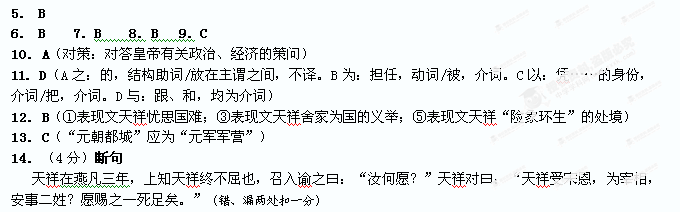 5. B
6. B 7. B 8. B 9. C
10. A（对策：对答皇帝有关政治、经济的策问）
11. D（A之：的，结构助词/放在主谓之间，不译。B为：担任，动词/被，介词。C以：凭……的身份，
介词/把，介词。D与：跟、和，均为介词）
12. B（①表现文天祥忧思国难；③表现文天祥舍家为国的义举；⑤表现文天祥“险象环生”的处境）
13. C（“元朝都城”应为“元军军营”）
14. （4分）断句
天祥在燕凡三年，上知天祥终不屈也，召入谕之曰：“汝何愿？”天祥对曰：“天祥受宋恩，为宰相，
安事二姓？愿赐之一死足矣。”（错、漏两处扣一分）